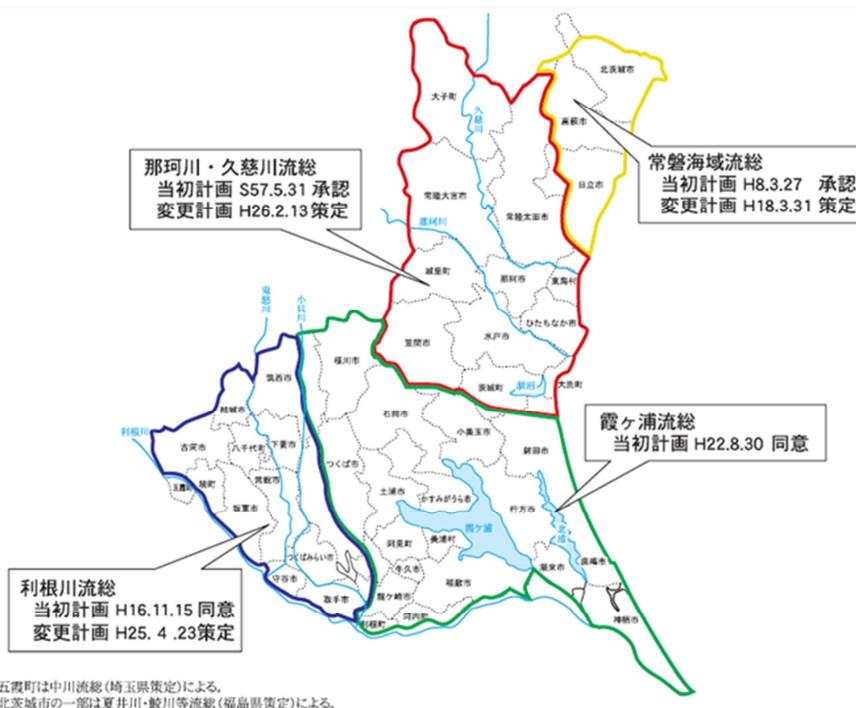 北茨城市
大子町
久慈川
高萩市
那珂川・久慈川流総
当初計画 S57.5.31 承認
変更計画 H26.2.13 策定
常磐海域流総
当初計画 H8.3.27 承認
変更計画 H18.3.31 策定
日立市
常陸大宮市
常陸太田市
那珂川
城里町
那珂市
東海村
鬼怒川
小貝川
ひたちなか市
笠間市
水戸市
桜川市
筑西市
茨城町
涸沼
大洗町
結城市
石岡市
霞ヶ浦流総
当初計画 H22.8.30 同意
利根川
小美玉市
古河市
八千代町
下妻市
鉾田市
つくば市
五霞町
境町
常総市
土浦市
かすみがうら市
坂東市
行方市
霞ケ浦
北浦
阿見町
美浦村
つくばみらい市
牛久市
潮来市
鹿嶋市
守谷市
稲敷市
利根川流総
当初計画 H16.11.15 同意
変更計画 H25. 4 .23策定
取手市
龍ケ崎市
利根町
河内町
神栖市
五霞町は中川流総（埼玉県策定）による。
北茨城市の一部は夏井川・鮫川等流総（福島県策定）による。